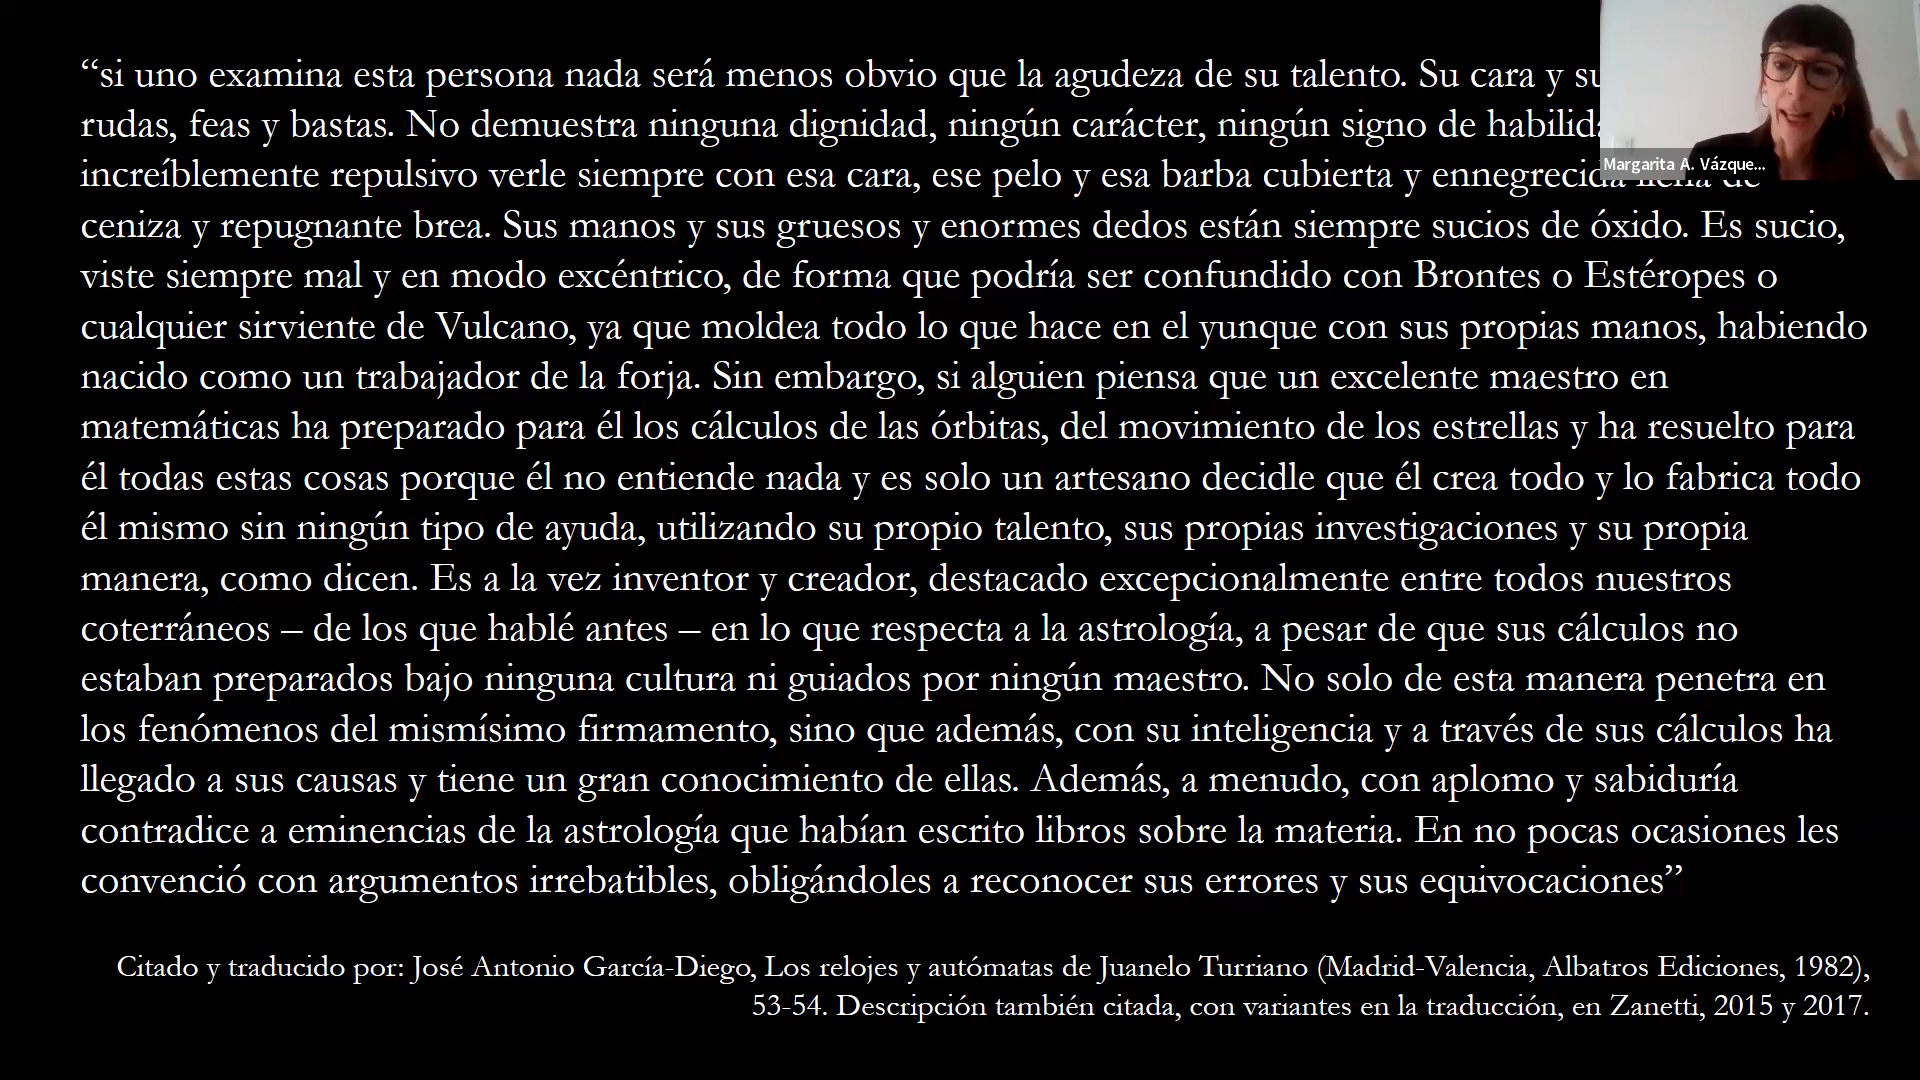 “si uno examina esta persona nada será menos obvio que la agudeza de su talento. Su cara y su
rudas, feas y bastas. No demuestra ninguna dignidad, ningún carácter, ningún signo de
increíblemente repulsivo verle siempre con esa cara, ese pelo y esa barba cubierta y ennegrecida llena de
ceniza y repugnante brea. Sus manos y sus gruesos y enormes dedos están siempre sucios de óxido. Es sucio,
viste siempre mal y en modo excéntrico, de forma que podría ser confundido con Brontes o Estéropes o
cualquier sirviente de Vulcano, ya que moldea todo lo que hace en el yunque con sus propias manos, habiendo
nacido como un trabajador de la forja. Sin embargo, si alguien piensa que un excelente maestro en
matemáticas ha preparado para él los cálculos de las órbitas, del movimiento de los estrellas y ha resuelto para
él todas estas cosas porque él no entiende nada y es solo un artesano decidle que él crea todo y lo fabrica todo
él mismo sin ningún tipo de ayuda, utilizando su propio talento, sus propias investigaciones y su propia
manera, como dicen. Es a la vez inventor y creador, destacado excepcionalmente entre todos nuestros
coterráneos – de los que hablé antes – en lo que respecta a la astrología, a pesar de que sus cálculos no
estaban preparados bajo ninguna cultura ni guiados por ningún maestro. No solo de esta manera penetra en
los fenómenos del mismísimo firmamento, sino que además, con su inteligencia y a través de sus cálculos ha
llegado a sus causas y tiene un gran conocimiento de ellas. Además, a menudo, con aplomo y sabiduría
contradice a eminencias de la astrología que habían escrito libros sobre la materia. En no pocas ocasiones les
convenció con argumentos irrebatibles, obligándoles a reconocer sus errores y sus equivocaciones”
Citado y traducido por: José Antonio García-Diego, Los relojes y autómatas de Juanelo Turriano (Madrid-Valencia, Albatros Ediciones, 1982),
53-54. Descripción también citada, con variantes en la traducción, en Zanetti, 2015 y 2017.
Margarita A. Vázque...